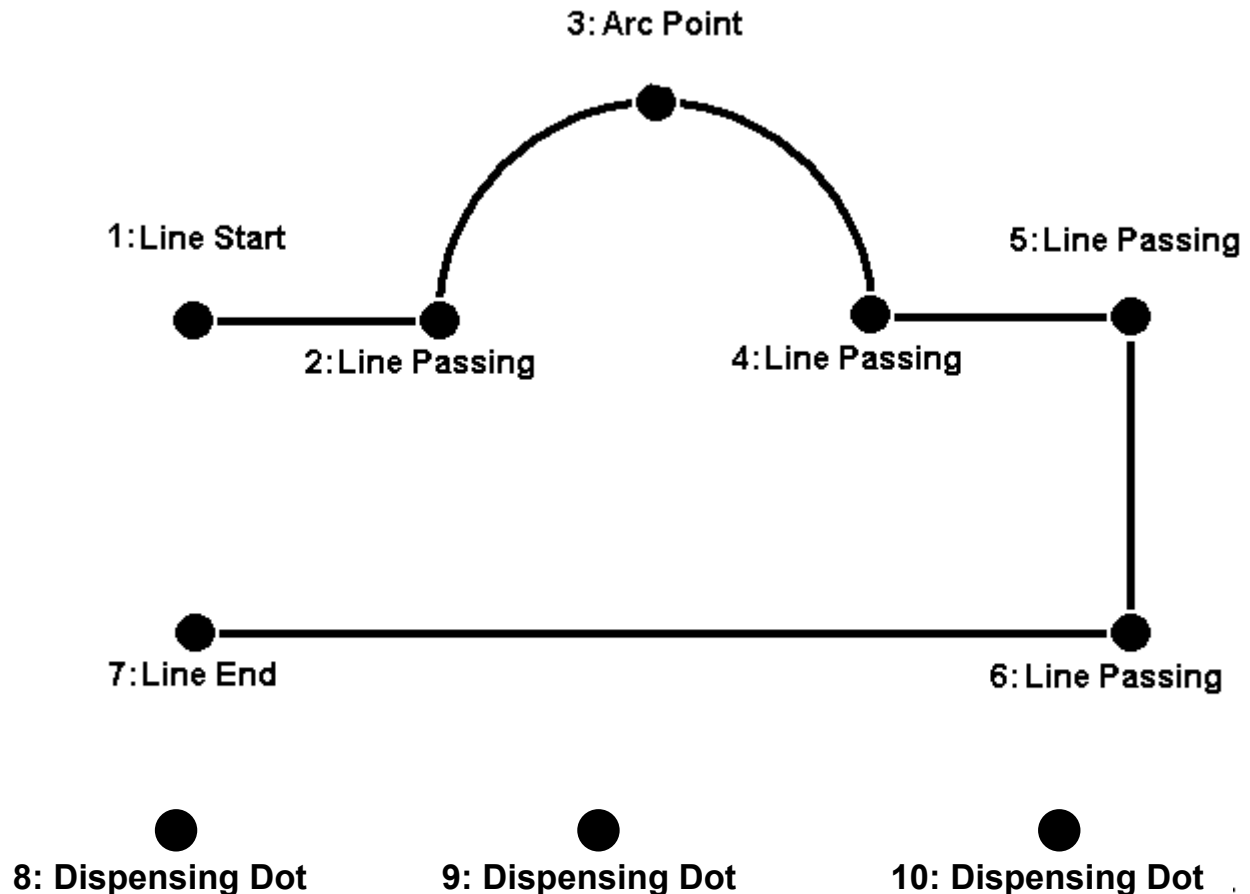 3: Arc Point
1: Line Start
5: Line Passing
2: Line Passing
4: Line Passing
7: Line End
6: Line Passing
8: Dispensing Dot
9: Dispensing Dot
10: Dispensing Dot